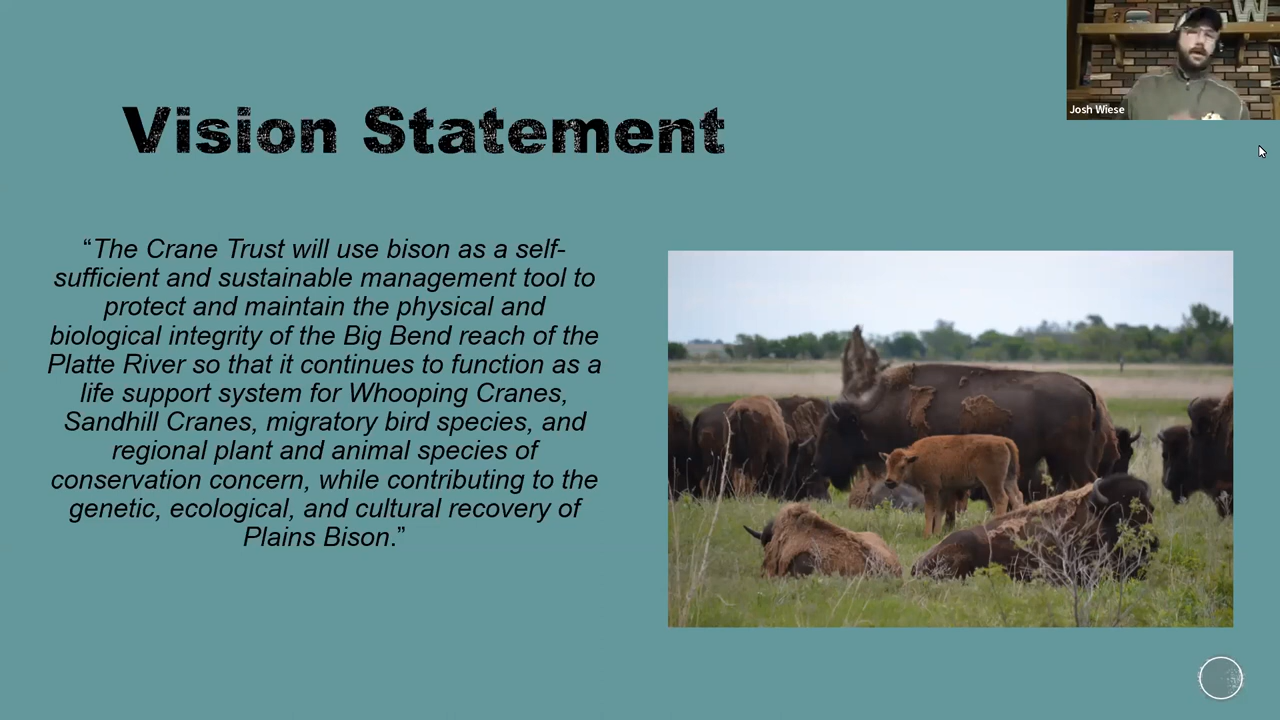 Josh Wiese
Vision Statement
“The Crane Trust will use bison as a self-
sufficient and sustainable management tool to
protect and maintain the physical and
biological integrity of the Big Bend reach of the
Platte River so that it continues to function as a
life support system for Whooping Cranes,
Sandhill Cranes, migratory bird species, and
regional plant and animal species of
conservation concern, while contributing to the
genetic, ecological, and cultural recovery of
Plains Bison.”
W